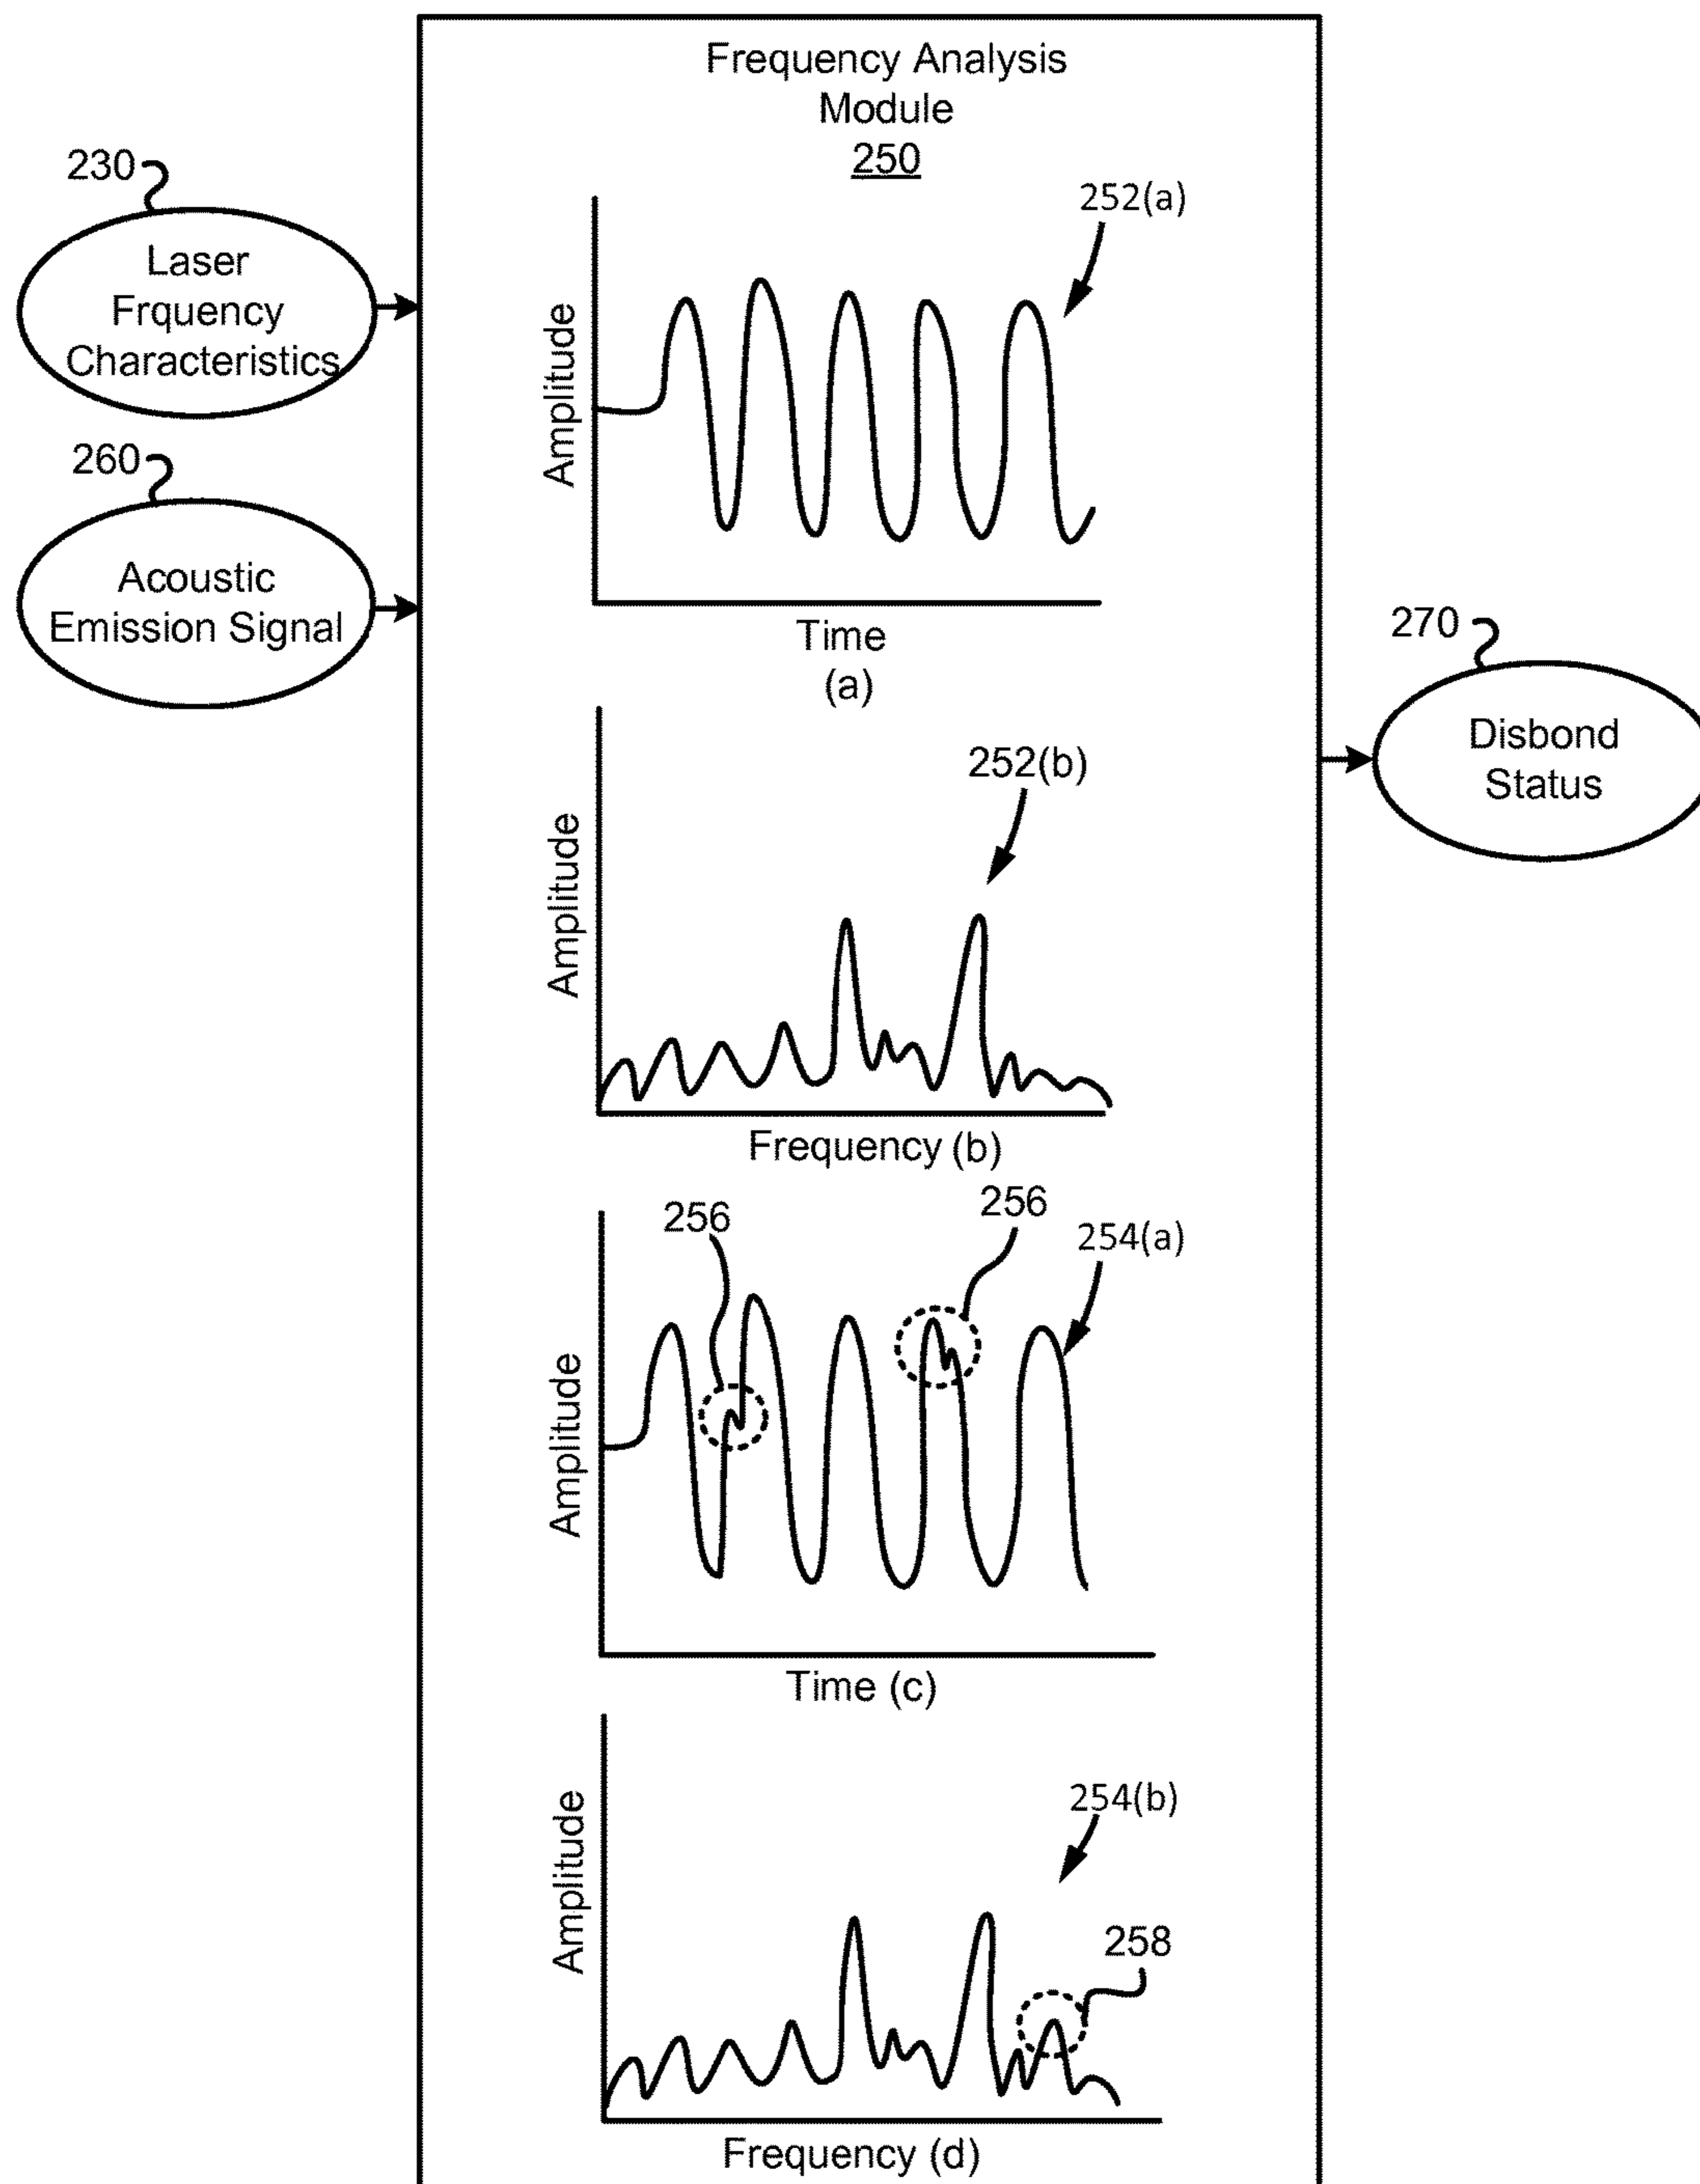 Frequency Analysis
Module
250
230
Laser
Frquency
Characteristics
260
Acoustic
Emission Signal
252(a)
Amplitude
Time
(a)
270
Disbond
Status
252(b)
Amplitude
Frequency (b)
256
256
254(a)
Amplitude
Time (c)
254(b)
Amplitude
258
Frequency (d)